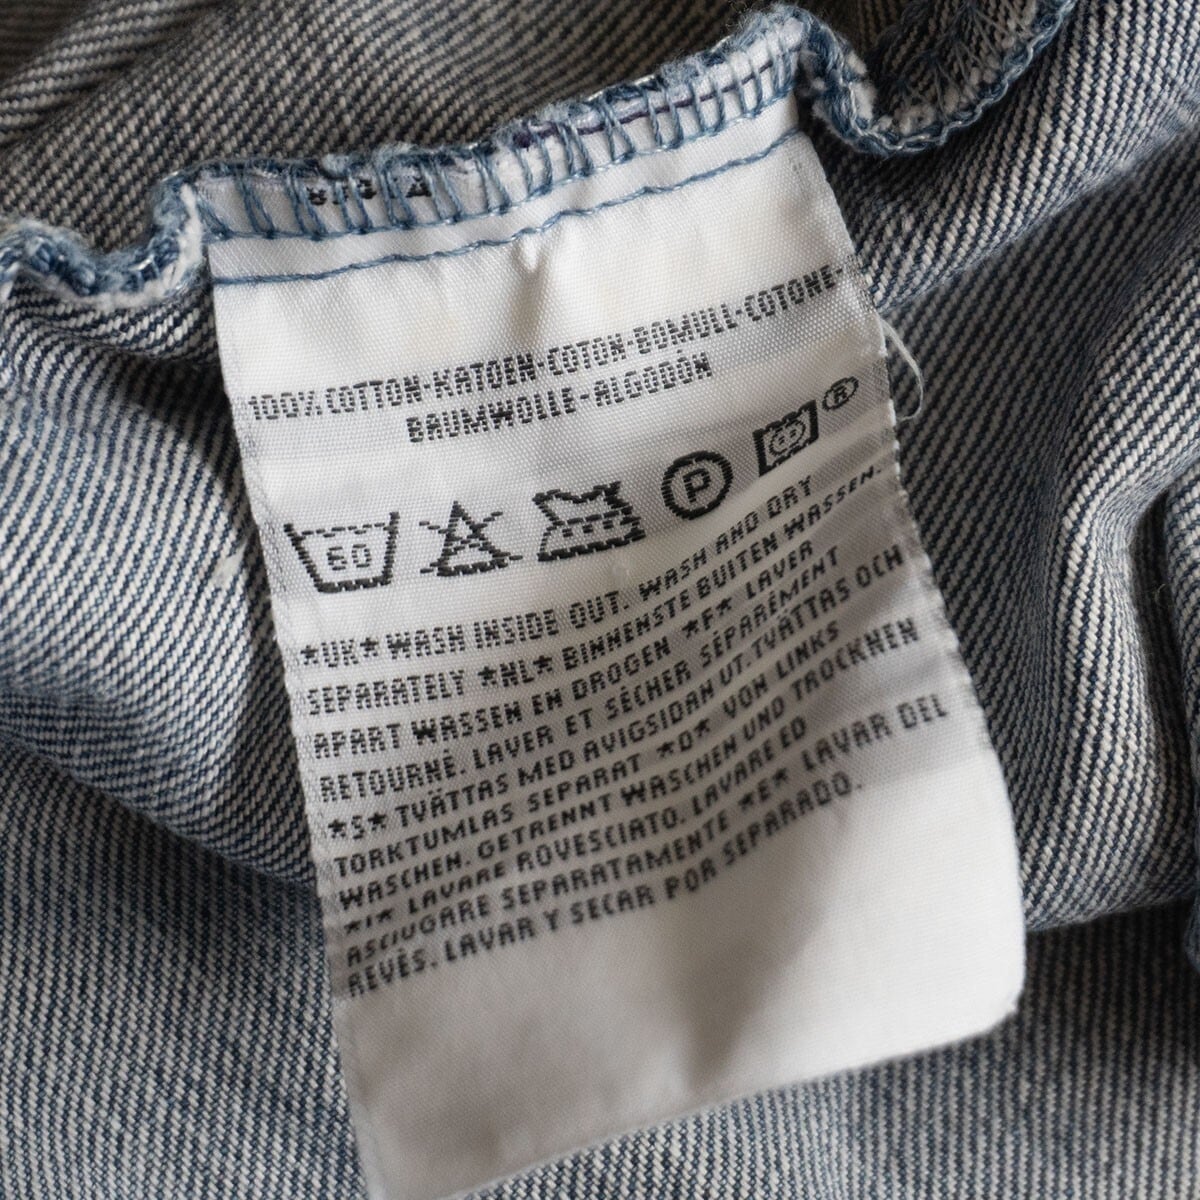 100% COTTON-KATOEN-COTON-BOMULL-COTONE-
BAUMWOLLE-ALGODÓN
60
P
®
*UK* WASH INSIDE OUT. WASH AND DRY
SEPARATELY *NL* BINNENSTE BUITEN WASSEN.
APART WASSEN EN DROGEN *F* LAVER
RETOURNÉ. LAVER ET SÉCHER SÉPARÉMENT
*S* TVÄTTAS MED AVIGSIDAN UT. TVÄTTAS OCH
TORKTUMLAS SEPARAT *D* VON LINKS
WASCHEN. GETRENNT WASCHEN UND TROCKNEN
*I* LAVARE ROVESCIATO. LAVARE ED
ASCIUGARE SEPARATAMENTE *E* LAVAR DEL
REVÉS. LAVAR Y SECAR POR SEPARADO.